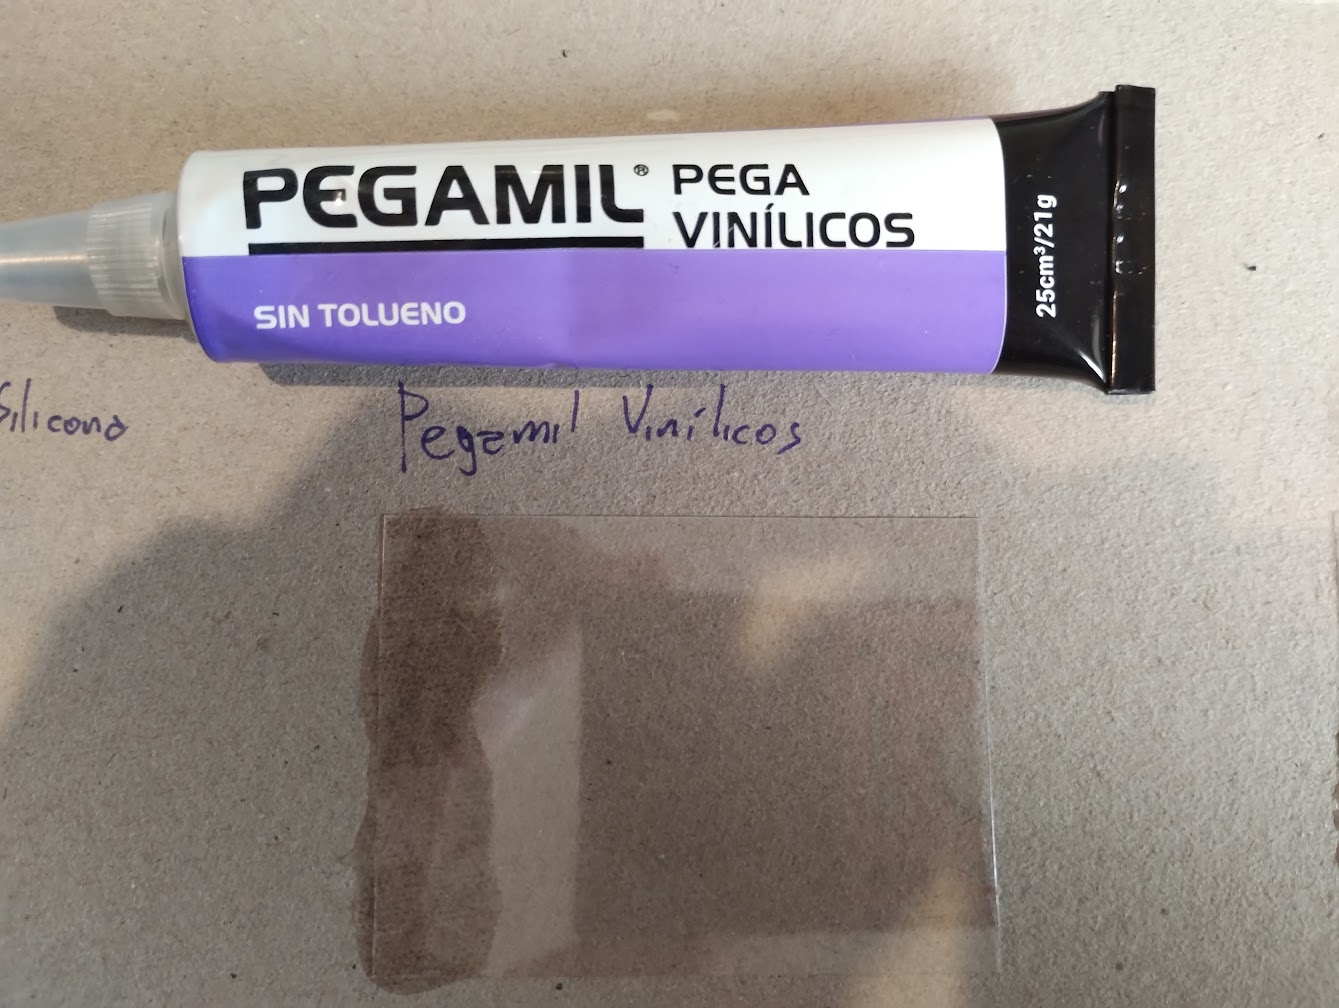 PEGAMIL® PEGA
VINÍLICOS
SIN TOLUENO
25cm³/21g
Silicona
Pegamil Vinílicos